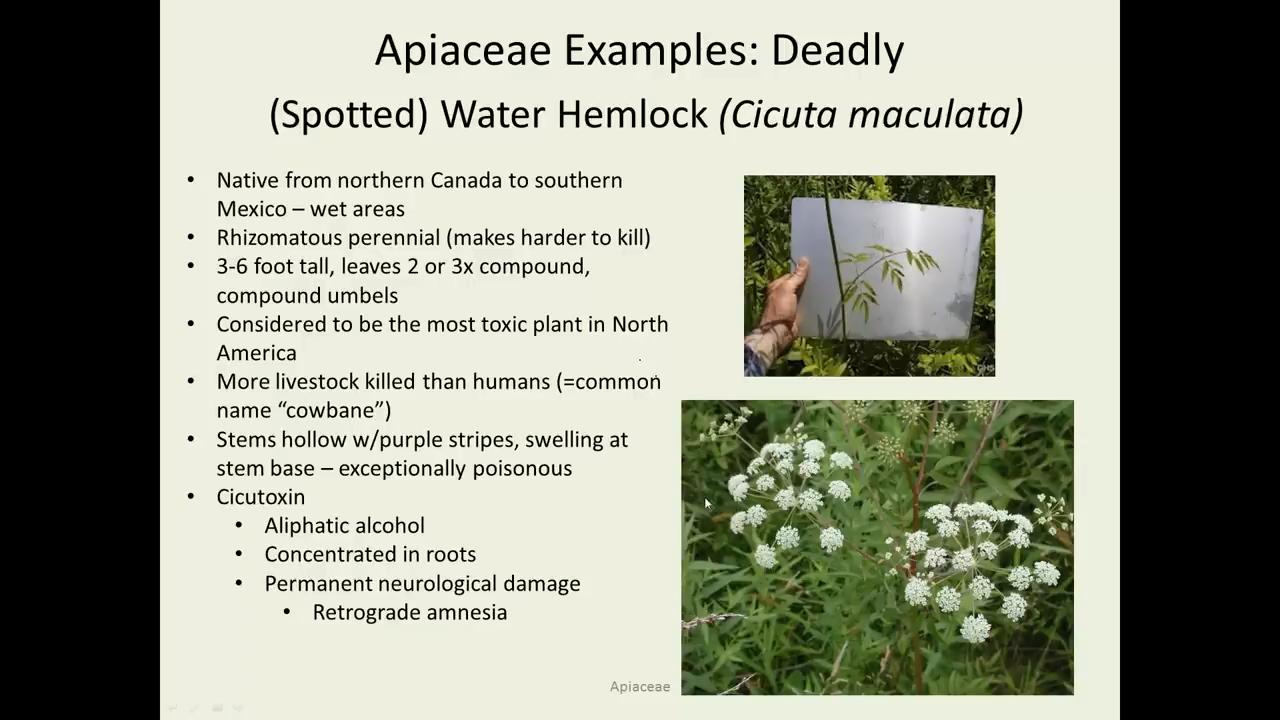 Apiaceae Examples: Deadly
(Spotted) Water Hemlock (Cicuta maculata)
• Native from northern Canada to southern
Mexico – wet areas
• Rhizomatous perennial (makes harder to kill)
• 3-6 foot tall, leaves 2 or 3x compound,
compound umbels
• Considered to be the most toxic plant in North
America
• More livestock killed than humans (=common
name “cowbane”)
• Stems hollow w/purple stripes, swelling at
stem base – exceptionally poisonous
• Cicutoxin
• Aliphatic alcohol
• Concentrated in roots
• Permanent neurological damage
• Retrograde amnesia
Apiaceae